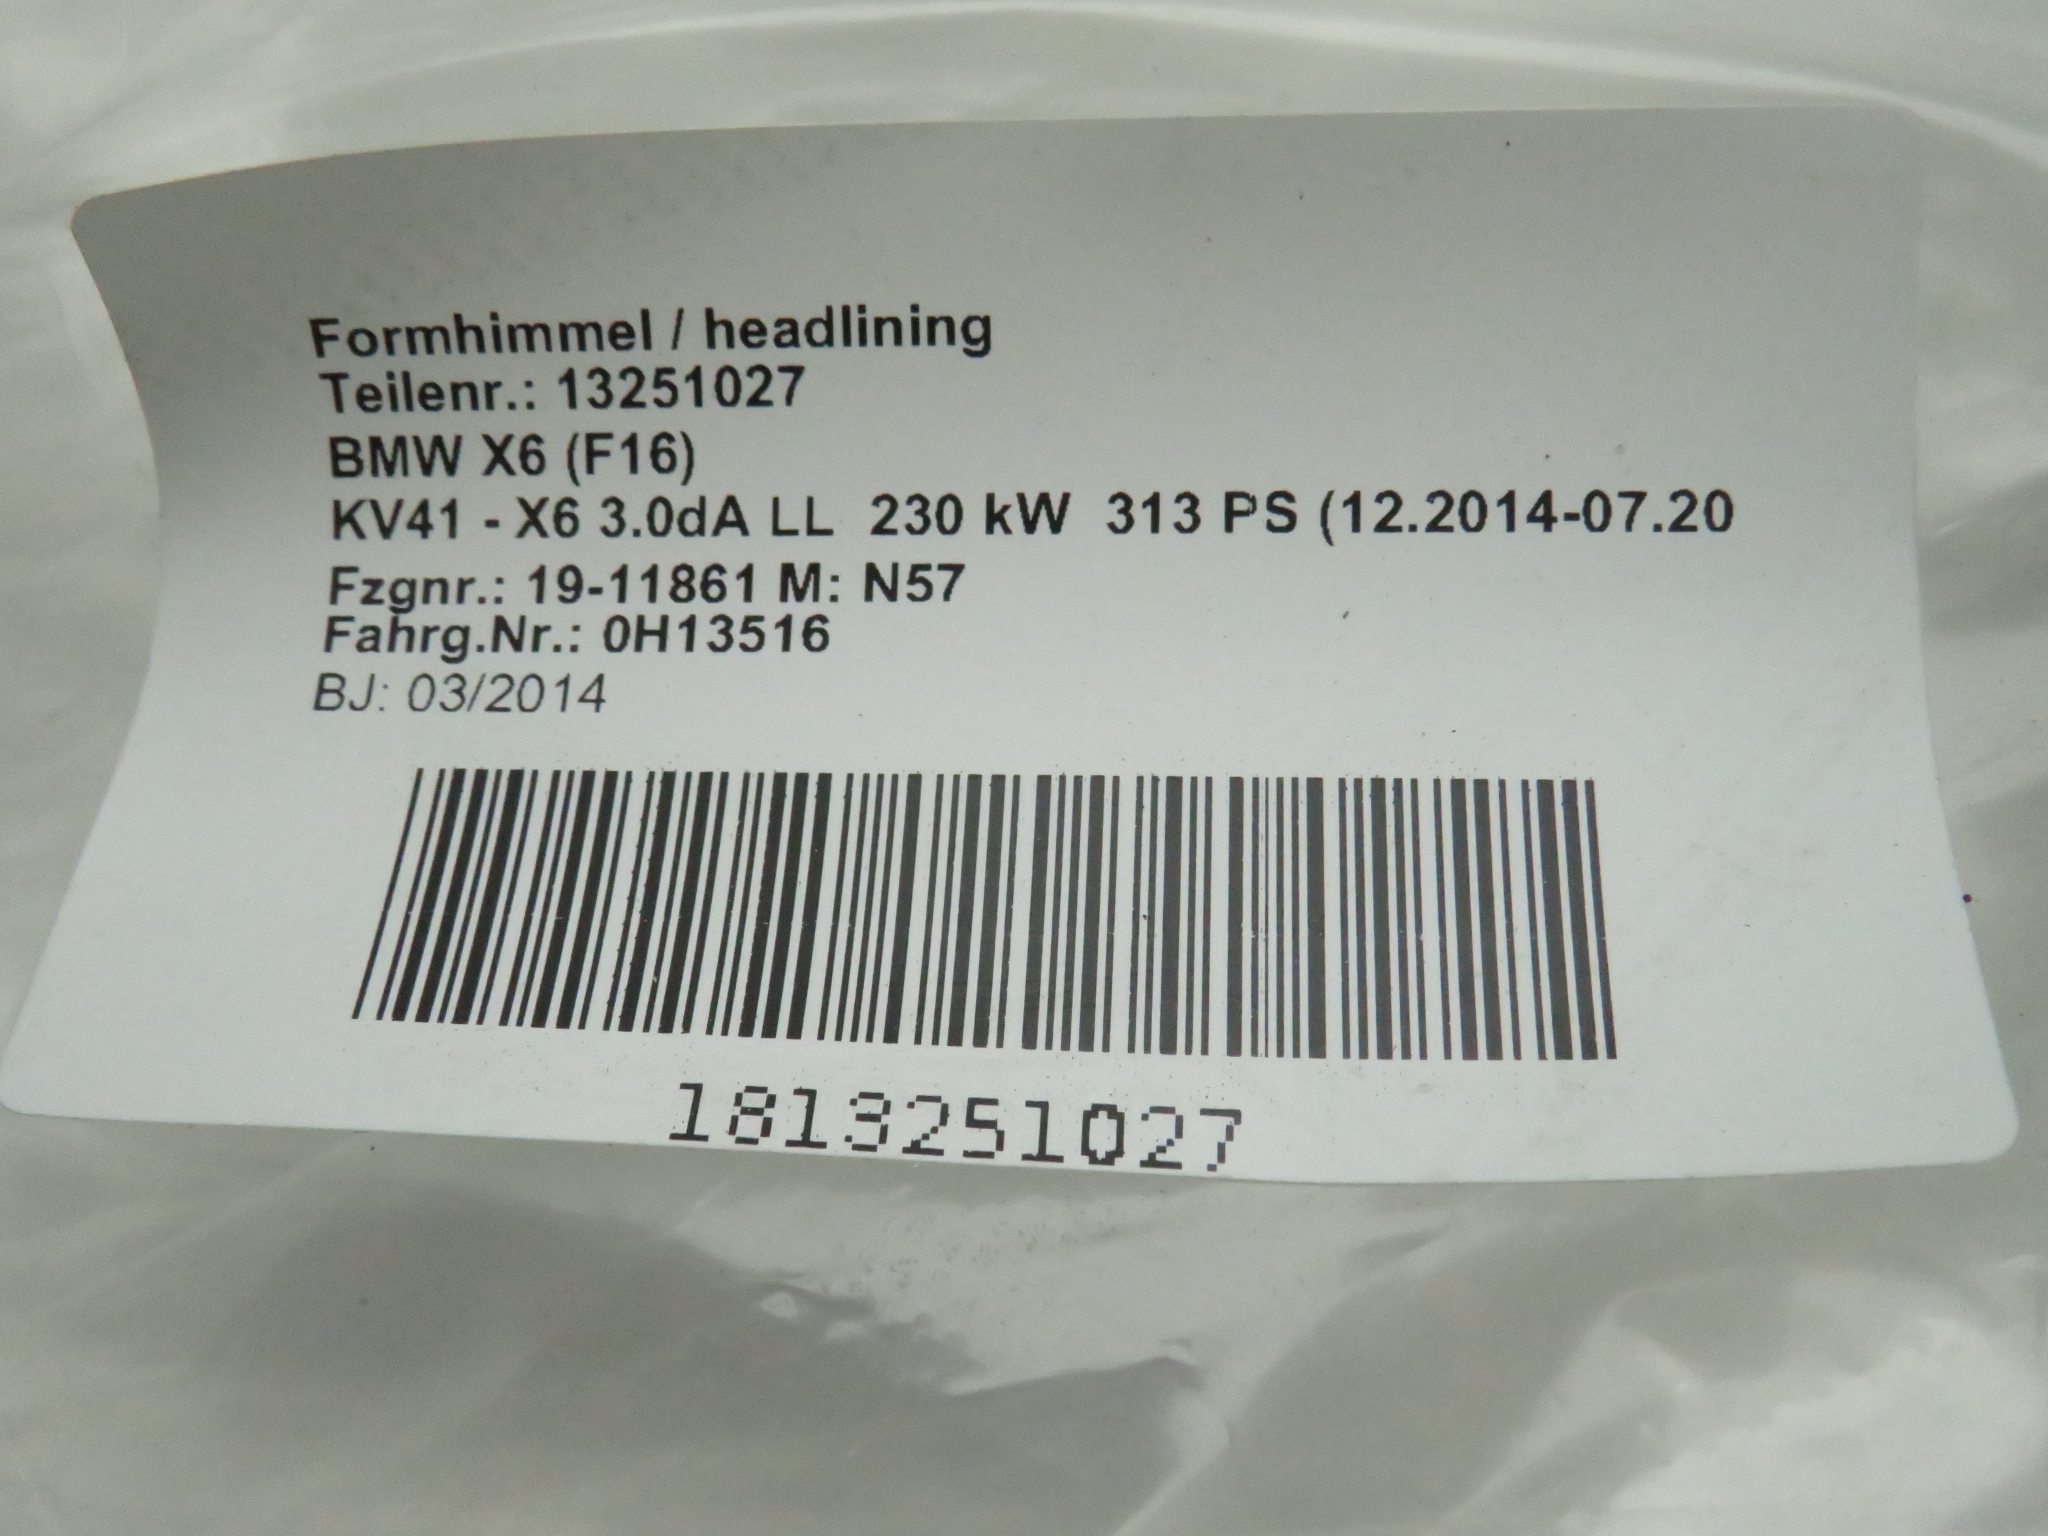 Formhimmel / headlining
Teilenr.: 13251027
BMW X6 (F16)
KV41 - X6 3.0dA LL 230 kW 313 PS (12.2014-07.20
Fzgnr.: 19-11861 M: N57
Fahrg.Nr.: 0H13516
BJ: 03/2014
1813251027